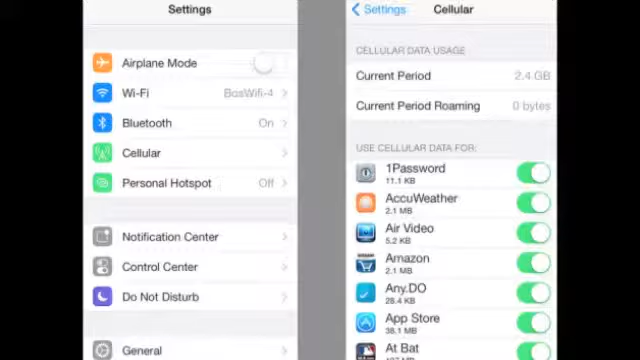 Settings
Airplane Mode
Wi-Fi BosWifi-4
Bluetooth On
Cellular
Personal Hotspot Off
Notification Center
Control Center
Do Not Disturb
General
Settings Cellular
CELLULAR DATA USAGE
Current Period 2.4 GB
Current Period Roaming 0 bytes
USE CELLULAR DATA FOR:
1Password
11.1 KB
AccuWeather
2.1 MB
Air Video
5.2 KB
Amazon
2.1 MB
Any.DO
28.4 KB
App Store
38.1 MB
At Bat